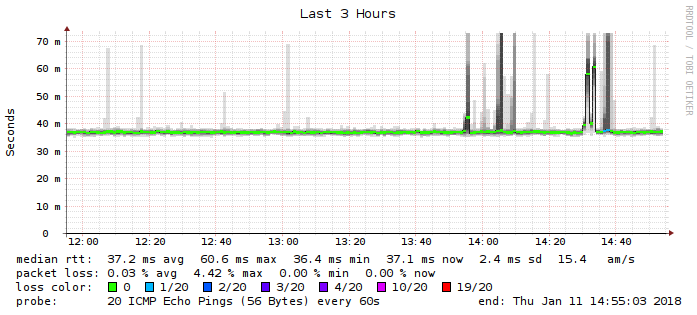 Last 3 Hours
RRDTOOL / TOBI OETIKER
Seconds
70 m
60 m
50 m
40 m
30 m
20 m
10 m
0
12:00 12:20 12:40 13:00 13:20 13:40 14:00 14:20 14:40
median rtt: 37.2 ms avg 60.6 ms max 36.4 ms min 37.1 ms now 2.4 ms sd 15.4 am/s
packet loss: 0.03 % avg 4.42 % max 0.00 % min 0.00 % now
loss color: 0 1/20 2/20 3/20 4/20 10/20 19/20
probe: 20 ICMP Echo Pings (56 Bytes) every 60s end: Thu Jan 11 14:55:03 2018